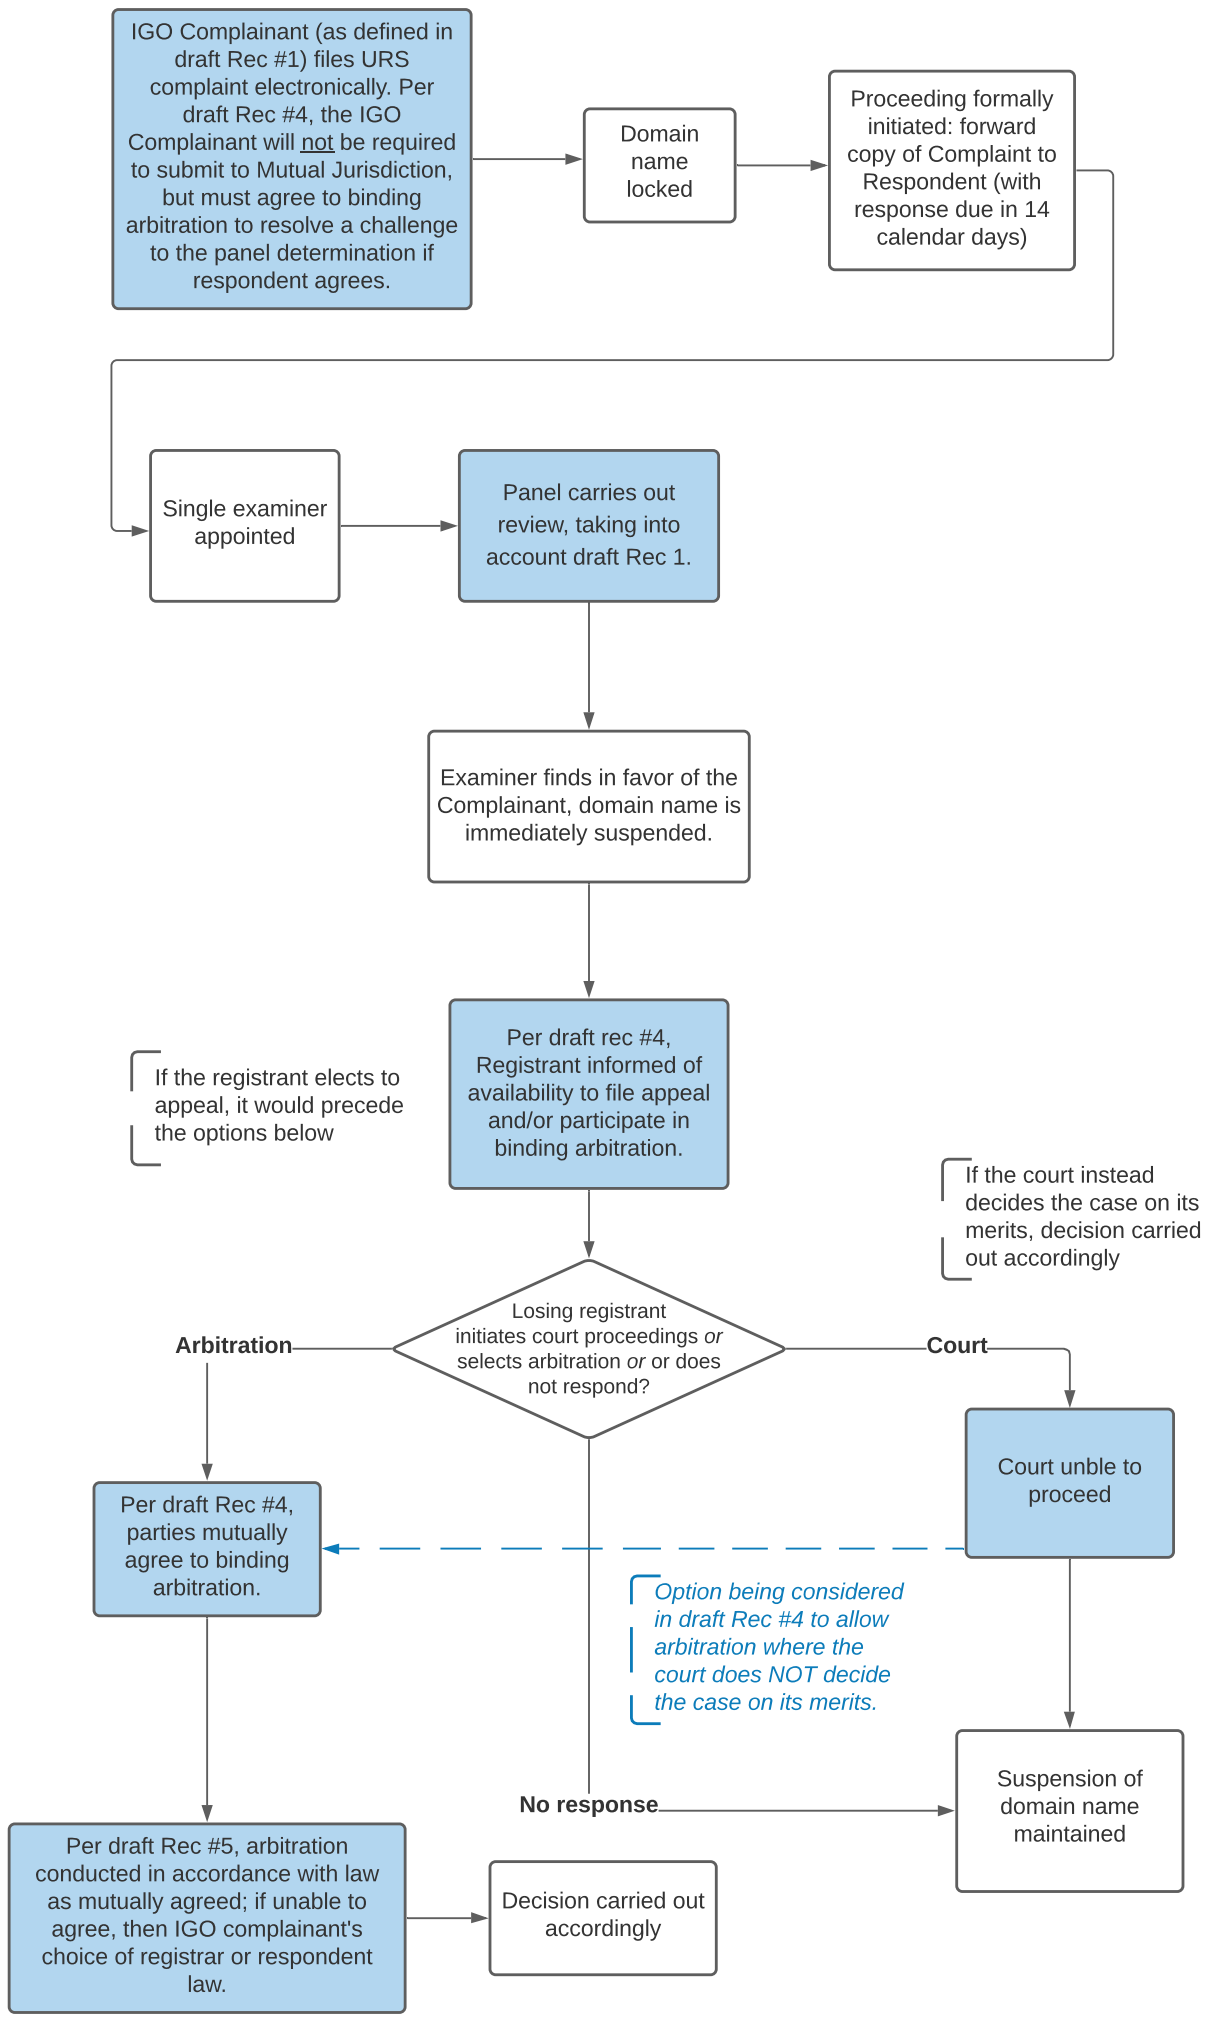 IGO Complainant (as defined in
draft Rec #1) files URS
complaint electronically. Per
draft Rec #4, the IGO
Complainant will not be required
to submit to Mutual Jurisdiction,
but must agree to binding
arbitration to resolve a challenge
to the panel determination if
respondent agrees.
Domain
name
locked
Proceeding formally
initiated: forward
copy of Complaint to
Respondent (with
response due in 14
calendar days)
Single examiner
appointed
Panel carries out
review, taking into
account draft Rec 1.
Examiner finds in favor of the
Complainant, domain name is
immediately suspended.
Per draft rec #4,
Registrant informed of
availability to file appeal
and/or participate in
binding arbitration.
If the registrant elects to
appeal, it would precede
the options below
If the court instead
decides the case on its
merits, decision carried
out accordingly
Losing registrant
initiates court proceedings or
selects arbitration or or does
not respond?
Arbitration
Court
Court unble to
proceed
Per draft Rec #4,
parties mutually
agree to binding
arbitration.
Option being considered
in draft Rec #4 to allow
arbitration where the
court does NOT decide
the case on its merits.
No response
Suspension of
domain name
maintained
Per draft Rec #5, arbitration
conducted in accordance with law
as mutually agreed; if unable to
agree, then IGO complainant's
choice of registrar or respondent
law.
Decision carried out
accordingly